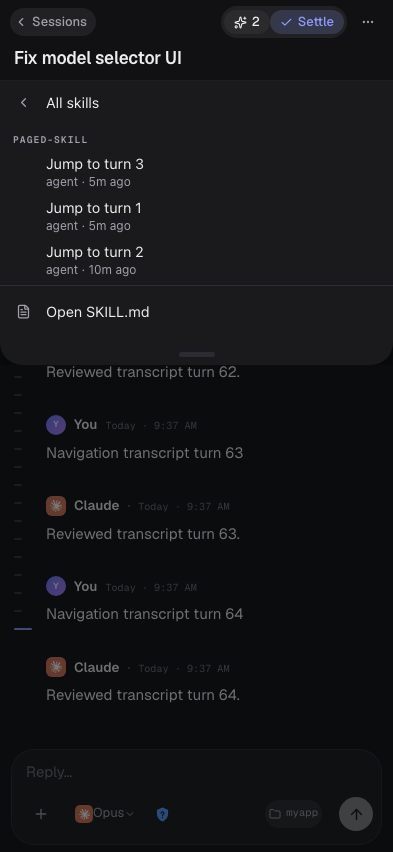 Sessions
2
Settle
Fix model selector UI
All skills
PAGED-SKILL
Jump to turn 3
agent · 5m ago
Jump to turn 1
agent · 5m ago
Jump to turn 2
agent · 10m ago
Open SKILL.md
Reviewed transcript turn 62.
Y You Today · 9:37 AM
Navigation transcript turn 63
Claude · Today · 9:37 AM
Reviewed transcript turn 63.
Y You Today · 9:37 AM
Navigation transcript turn 64
Claude · Today · 9:37 AM
Reviewed transcript turn 64.
Reply...
Opus
myapp